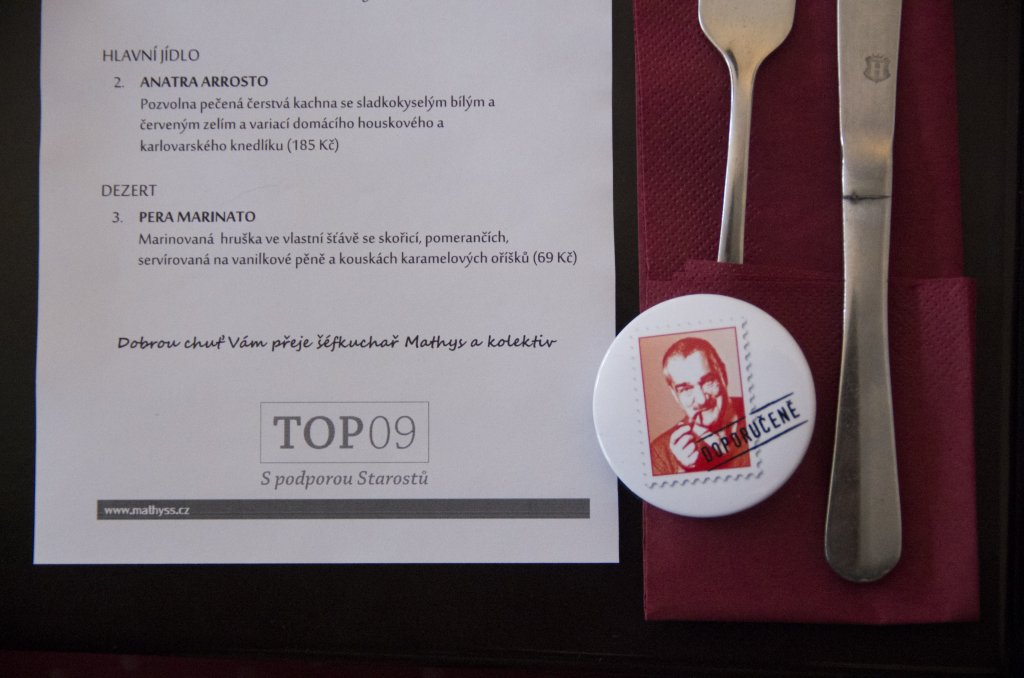 HLAVNÍ JÍDLO
2. ANATRA ARROSTO
Pozvolna pečená čerstvá kachna se sladkokyselým bílým a
červeným zelím a variací domácího houskového a
karlovarského knedlíku (185 Kč)
DEZERT
3. PERA MARINATO
Marinovaná hruška ve vlastní šťávě se skořicí, pomerančích,
servírovaná na vanilkové pěně a kouskách karamelových oříšků (69 Kč)
Dobrou chuť Vám přeje šéfkuchař Mathys a kolektiv
TOP09
S podporou Starostů
www.mathyss.cz
DOPORUČENĚ